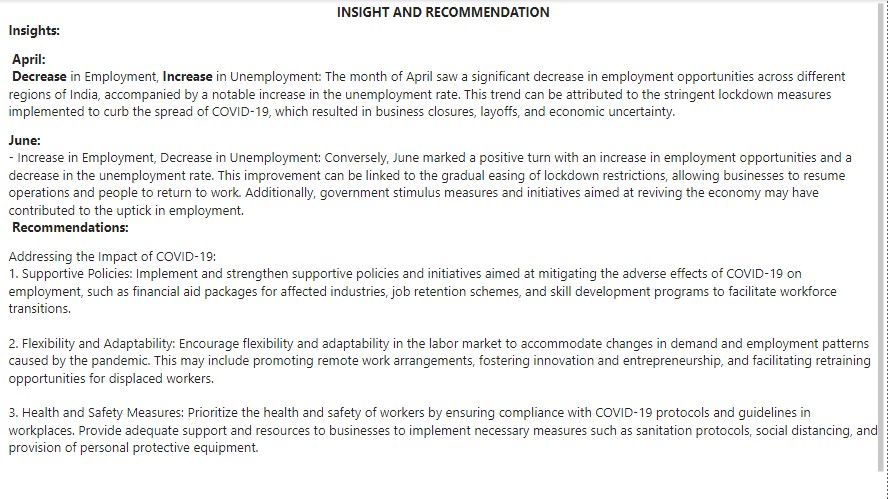 INSIGHT AND RECOMMENDATION
Insights:
April:
Decrease in Employment, Increase in Unemployment: The month of April saw a significant decrease in employment opportunities across different
regions of India, accompanied by a notable increase in the unemployment rate. This trend can be attributed to the stringent lockdown measures
implemented to curb the spread of COVID-19, which resulted in business closures, layoffs, and economic uncertainty.
June:
- Increase in Employment, Decrease in Unemployment: Conversely, June marked a positive turn with an increase in employment opportunities and a
decrease in the unemployment rate. This improvement can be linked to the gradual easing of lockdown restrictions, allowing businesses to resume
operations and people to return to work. Additionally, government stimulus measures and initiatives aimed at reviving the economy may have
contributed to the uptick in employment.
Recommendations:
Addressing the Impact of COVID-19:
1. Supportive Policies: Implement and strengthen supportive policies and initiatives aimed at mitigating the adverse effects of COVID-19 on
employment, such as financial aid packages for affected industries, job retention schemes, and skill development programs to facilitate workforce
transitions.
2. Flexibility and Adaptability: Encourage flexibility and adaptability in the labor market to accommodate changes in demand and employment patterns
caused by the pandemic. This may include promoting remote work arrangements, fostering innovation and entrepreneurship, and facilitating retraining
opportunities for displaced workers.
3. Health and Safety Measures: Prioritize the health and safety of workers by ensuring compliance with COVID-19 protocols and guidelines in
workplaces. Provide adequate support and resources to businesses to implement necessary measures such as sanitation protocols, social distancing, and
provision of personal protective equipment.